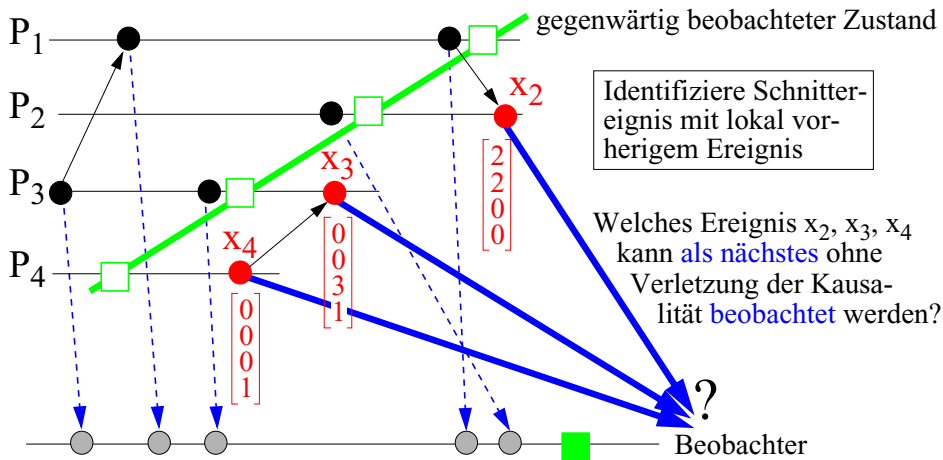 gegenwärtig beobachteter Zustand
P1
P2
P3
P4
x2
x3
x4
Identifiziere Schnitter-
eignis mit lokal vor-
herigem Ereignis
2
2
0
0
0
0
3
1
0
0
0
1
Welches Ereignis x2, x3, x4
kann als nächstes ohne
Verletzung der Kausa-
lität beobachtet werden?
?
Beobachter